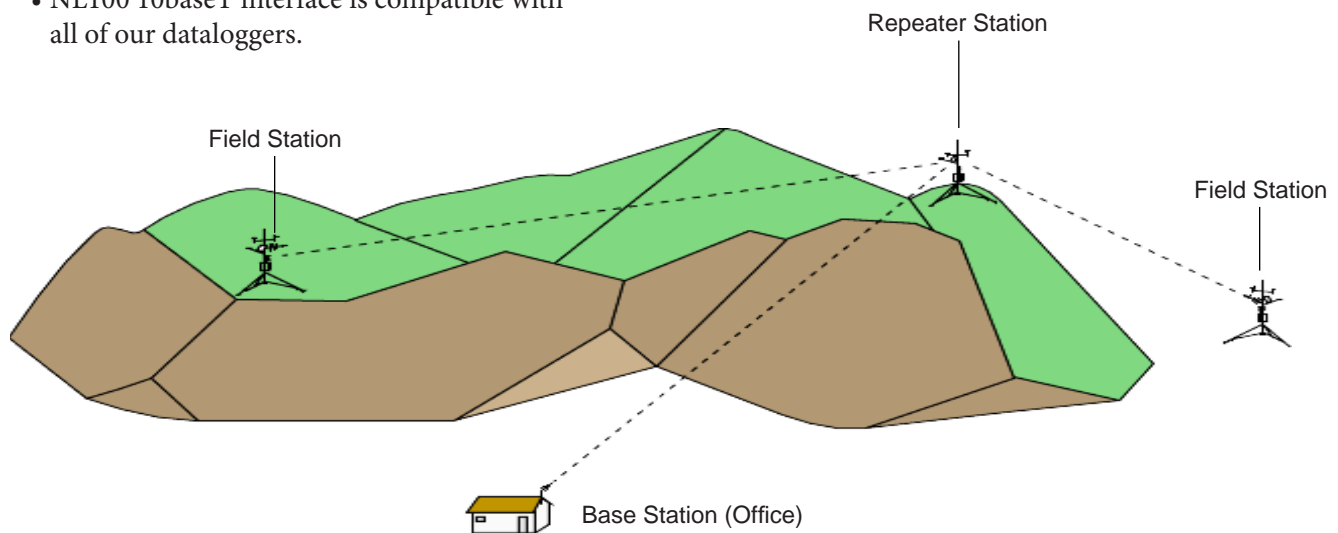 • NL100 10baseT interface is compatible with
all of our dataloggers.
Repeater Station
Field Station
Field Station
Base Station (Office)